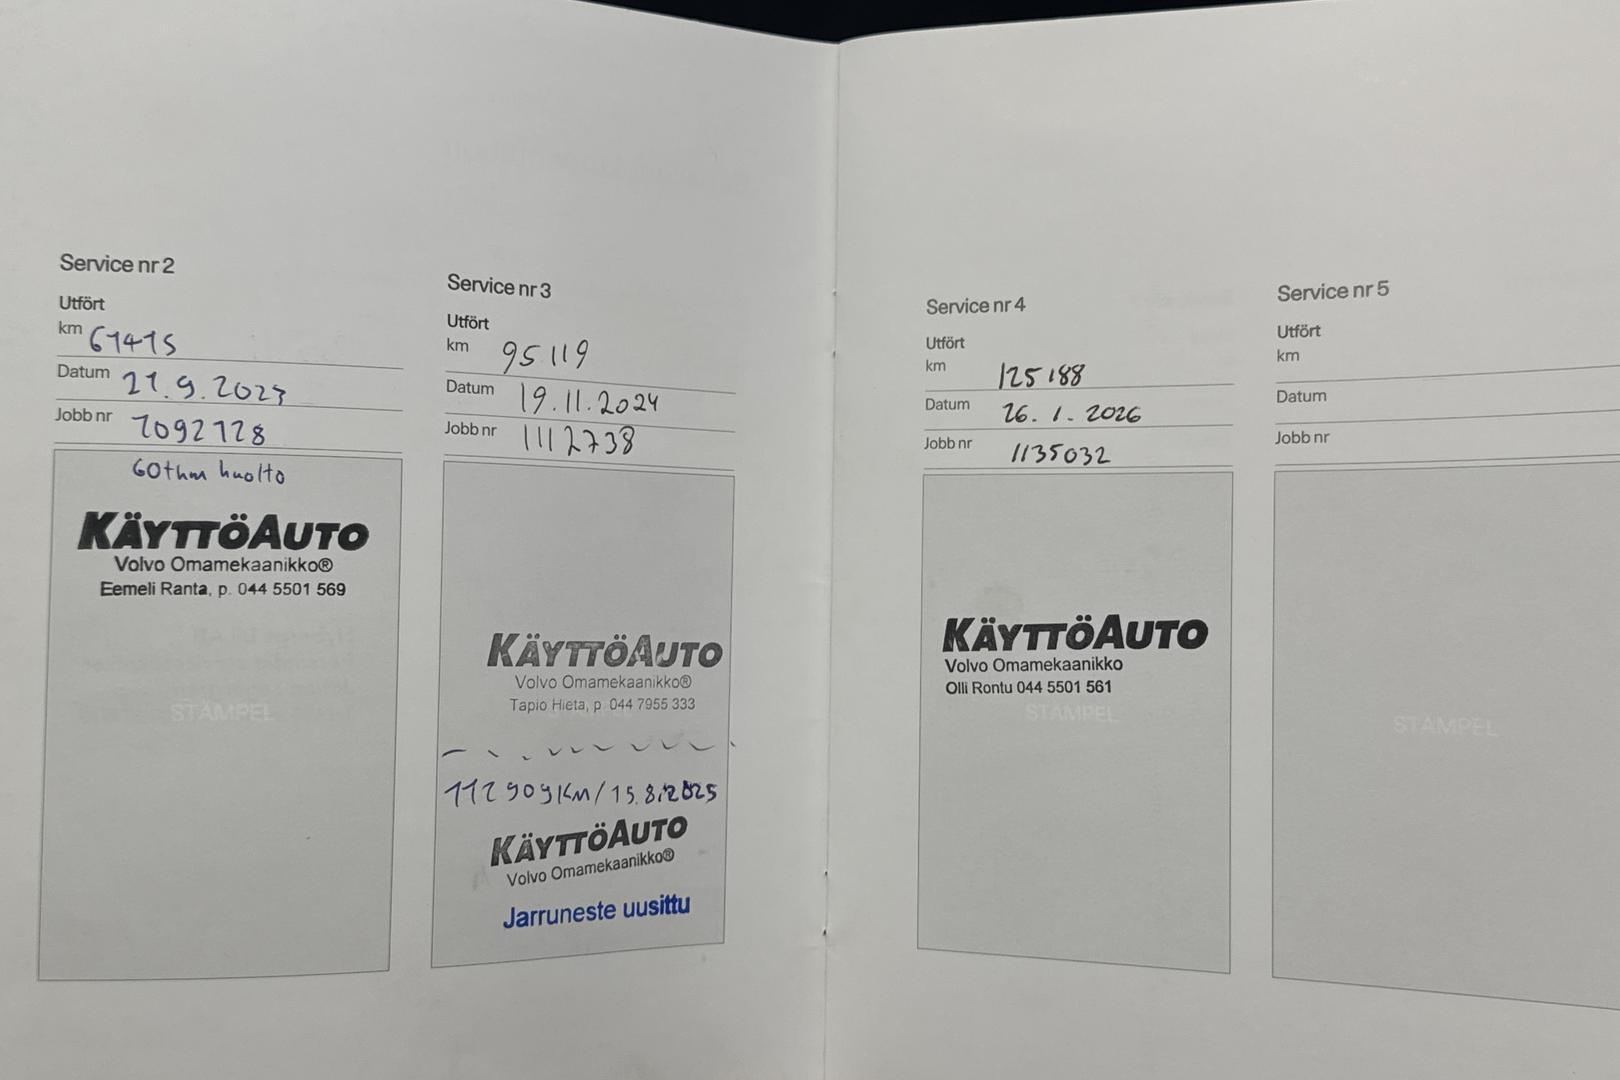 Service nr 2
Utfört
km 61415
Datum 21.9.2023
Jobb nr 1092128
60tkm huolto
KÄYTTÖAUTO
Volvo Omamekaanikko®
Eemeli Ranta, p. 044 5501 569
STÄMPEL
Service nr 3
Utfört
km 95119
Datum 19.11.2024
Jobb nr 1112738
KÄYTTÖAUTO
Volvo Omamekaanikko®
Tapio Hieta, p. 044 7955 333
112909KM/15.8.2025
KÄYTTÖAUTO
Volvo Omamekaanikko®
Jarruneste uusittu
Service nr 4
Utfört
km 125188
Datum 26.1.2026
Jobb nr 1135032
KÄYTTÖAUTO
Volvo Omamekaanikko
Olli Rontu 044 5501 561
STÄMPEL
Service nr 5
Utfört
km
Datum
Jobb nr
STÄMPEL